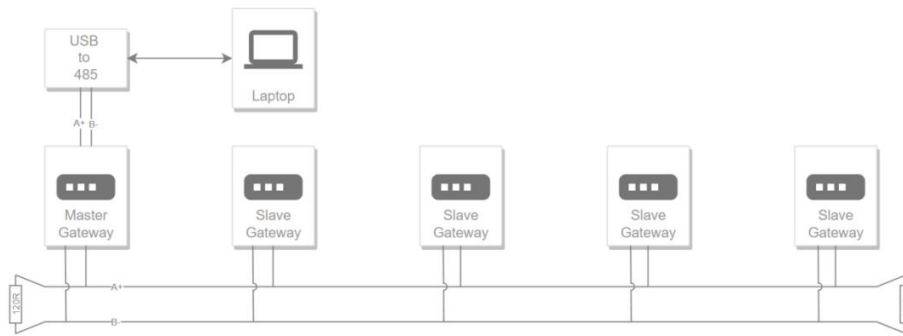 USB
to
485
Laptop
A+ B-
Master
Gateway
Slave
Gateway
Slave
Gateway
Slave
Gateway
Slave
Gateway
A+
120R
B-